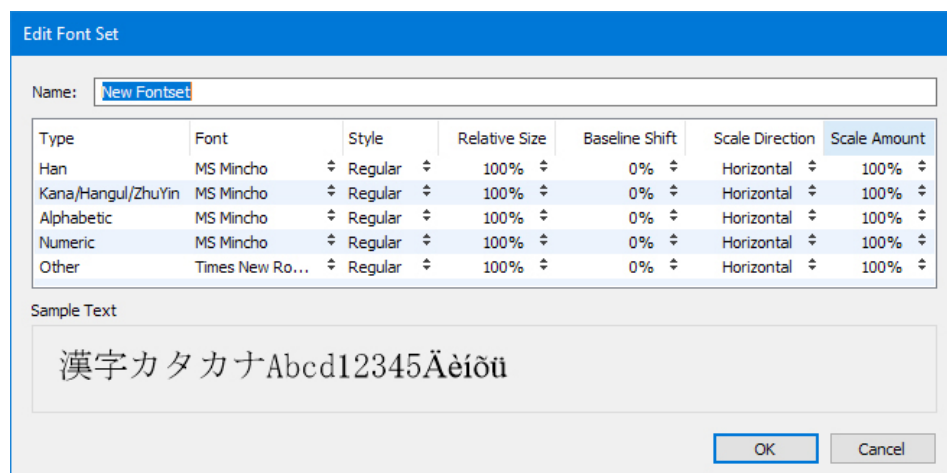 Edit Font Set
Name: New Fontset
Type Font Style Relative Size Baseline Shift Scale Direction Scale Amount
Han MS Mincho Regular 100% 0% Horizontal 100%
Kana/Hangul/ZhuYin MS Mincho Regular 100% 0% Horizontal 100%
Alphabetic MS Mincho Regular 100% 0% Horizontal 100%
Numeric MS Mincho Regular 100% 0% Horizontal 100%
Other Times New Ro... Regular 100% 0% Horizontal 100%
Sample Text
漢字カタカナAbcd12345Äèíõü
OK Cancel